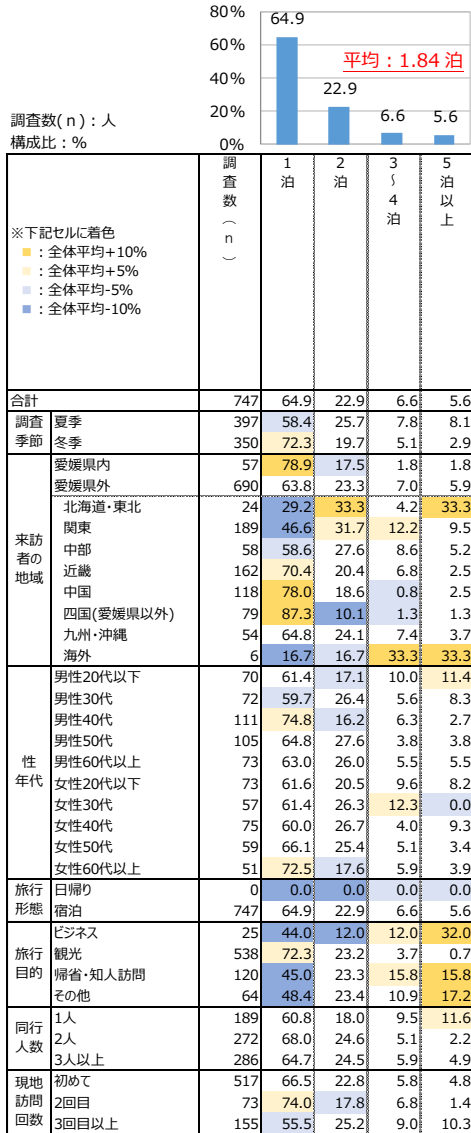 80%
60%
40%
20%
0%
64.9
22.9
6.6
5.6
平均：1.84 泊
調査数(ｎ)：人
構成比：％
※下記セルに着色
■：全体平均+10%
■：全体平均+5%
■：全体平均-5%
■：全体平均-10%
調査数（ｎ） 1泊 2泊 3～4泊 5泊以上
合計 747 64.9 22.9 6.6 5.6
調査季節
夏季 397 58.4 25.7 7.8 8.1
冬季 350 72.3 19.7 5.1 2.9
来訪者の地域
愛媛県内 57 78.9 17.5 1.8 1.8
愛媛県外 690 63.8 23.3 7.0 5.9
北海道･東北 24 29.2 33.3 4.2 33.3
関東 189 46.6 31.7 12.2 9.5
中部 58 58.6 27.6 8.6 5.2
近畿 162 70.4 20.4 6.8 2.5
中国 118 78.0 18.6 0.8 2.5
四国(愛媛県以外) 79 87.3 10.1 1.3 1.3
九州･沖縄 54 64.8 24.1 7.4 3.7
海外 6 16.7 16.7 33.3 33.3
性年代
男性20代以下 70 61.4 17.1 10.0 11.4
男性30代 72 59.7 26.4 5.6 8.3
男性40代 111 74.8 16.2 6.3 2.7
男性50代 105 64.8 27.6 3.8 3.8
男性60代以上 73 63.0 26.0 5.5 5.5
女性20代以下 73 61.6 20.5 9.6 8.2
女性30代 57 61.4 26.3 12.3 0.0
女性40代 75 60.0 26.7 4.0 9.3
女性50代 59 66.1 25.4 5.1 3.4
女性60代以上 51 72.5 17.6 5.9 3.9
旅行形態
日帰り 0 0.0 0.0 0.0 0.0
宿泊 747 64.9 22.9 6.6 5.6
旅行目的
ビジネス 25 44.0 12.0 12.0 32.0
観光 538 72.3 23.2 3.7 0.7
帰省・知人訪問 120 45.0 23.3 15.8 15.8
その他 64 48.4 23.4 10.9 17.2
同行人数
1人 189 60.8 18.0 9.5 11.6
2人 272 68.0 24.6 5.1 2.2
3人以上 286 64.7 24.5 5.9 4.9
現地訪問回数
初めて 517 66.5 22.8 5.8 4.8
2回目 73 74.0 17.8 6.8 1.4
3回目以上 155 55.5 25.2 9.0 10.3